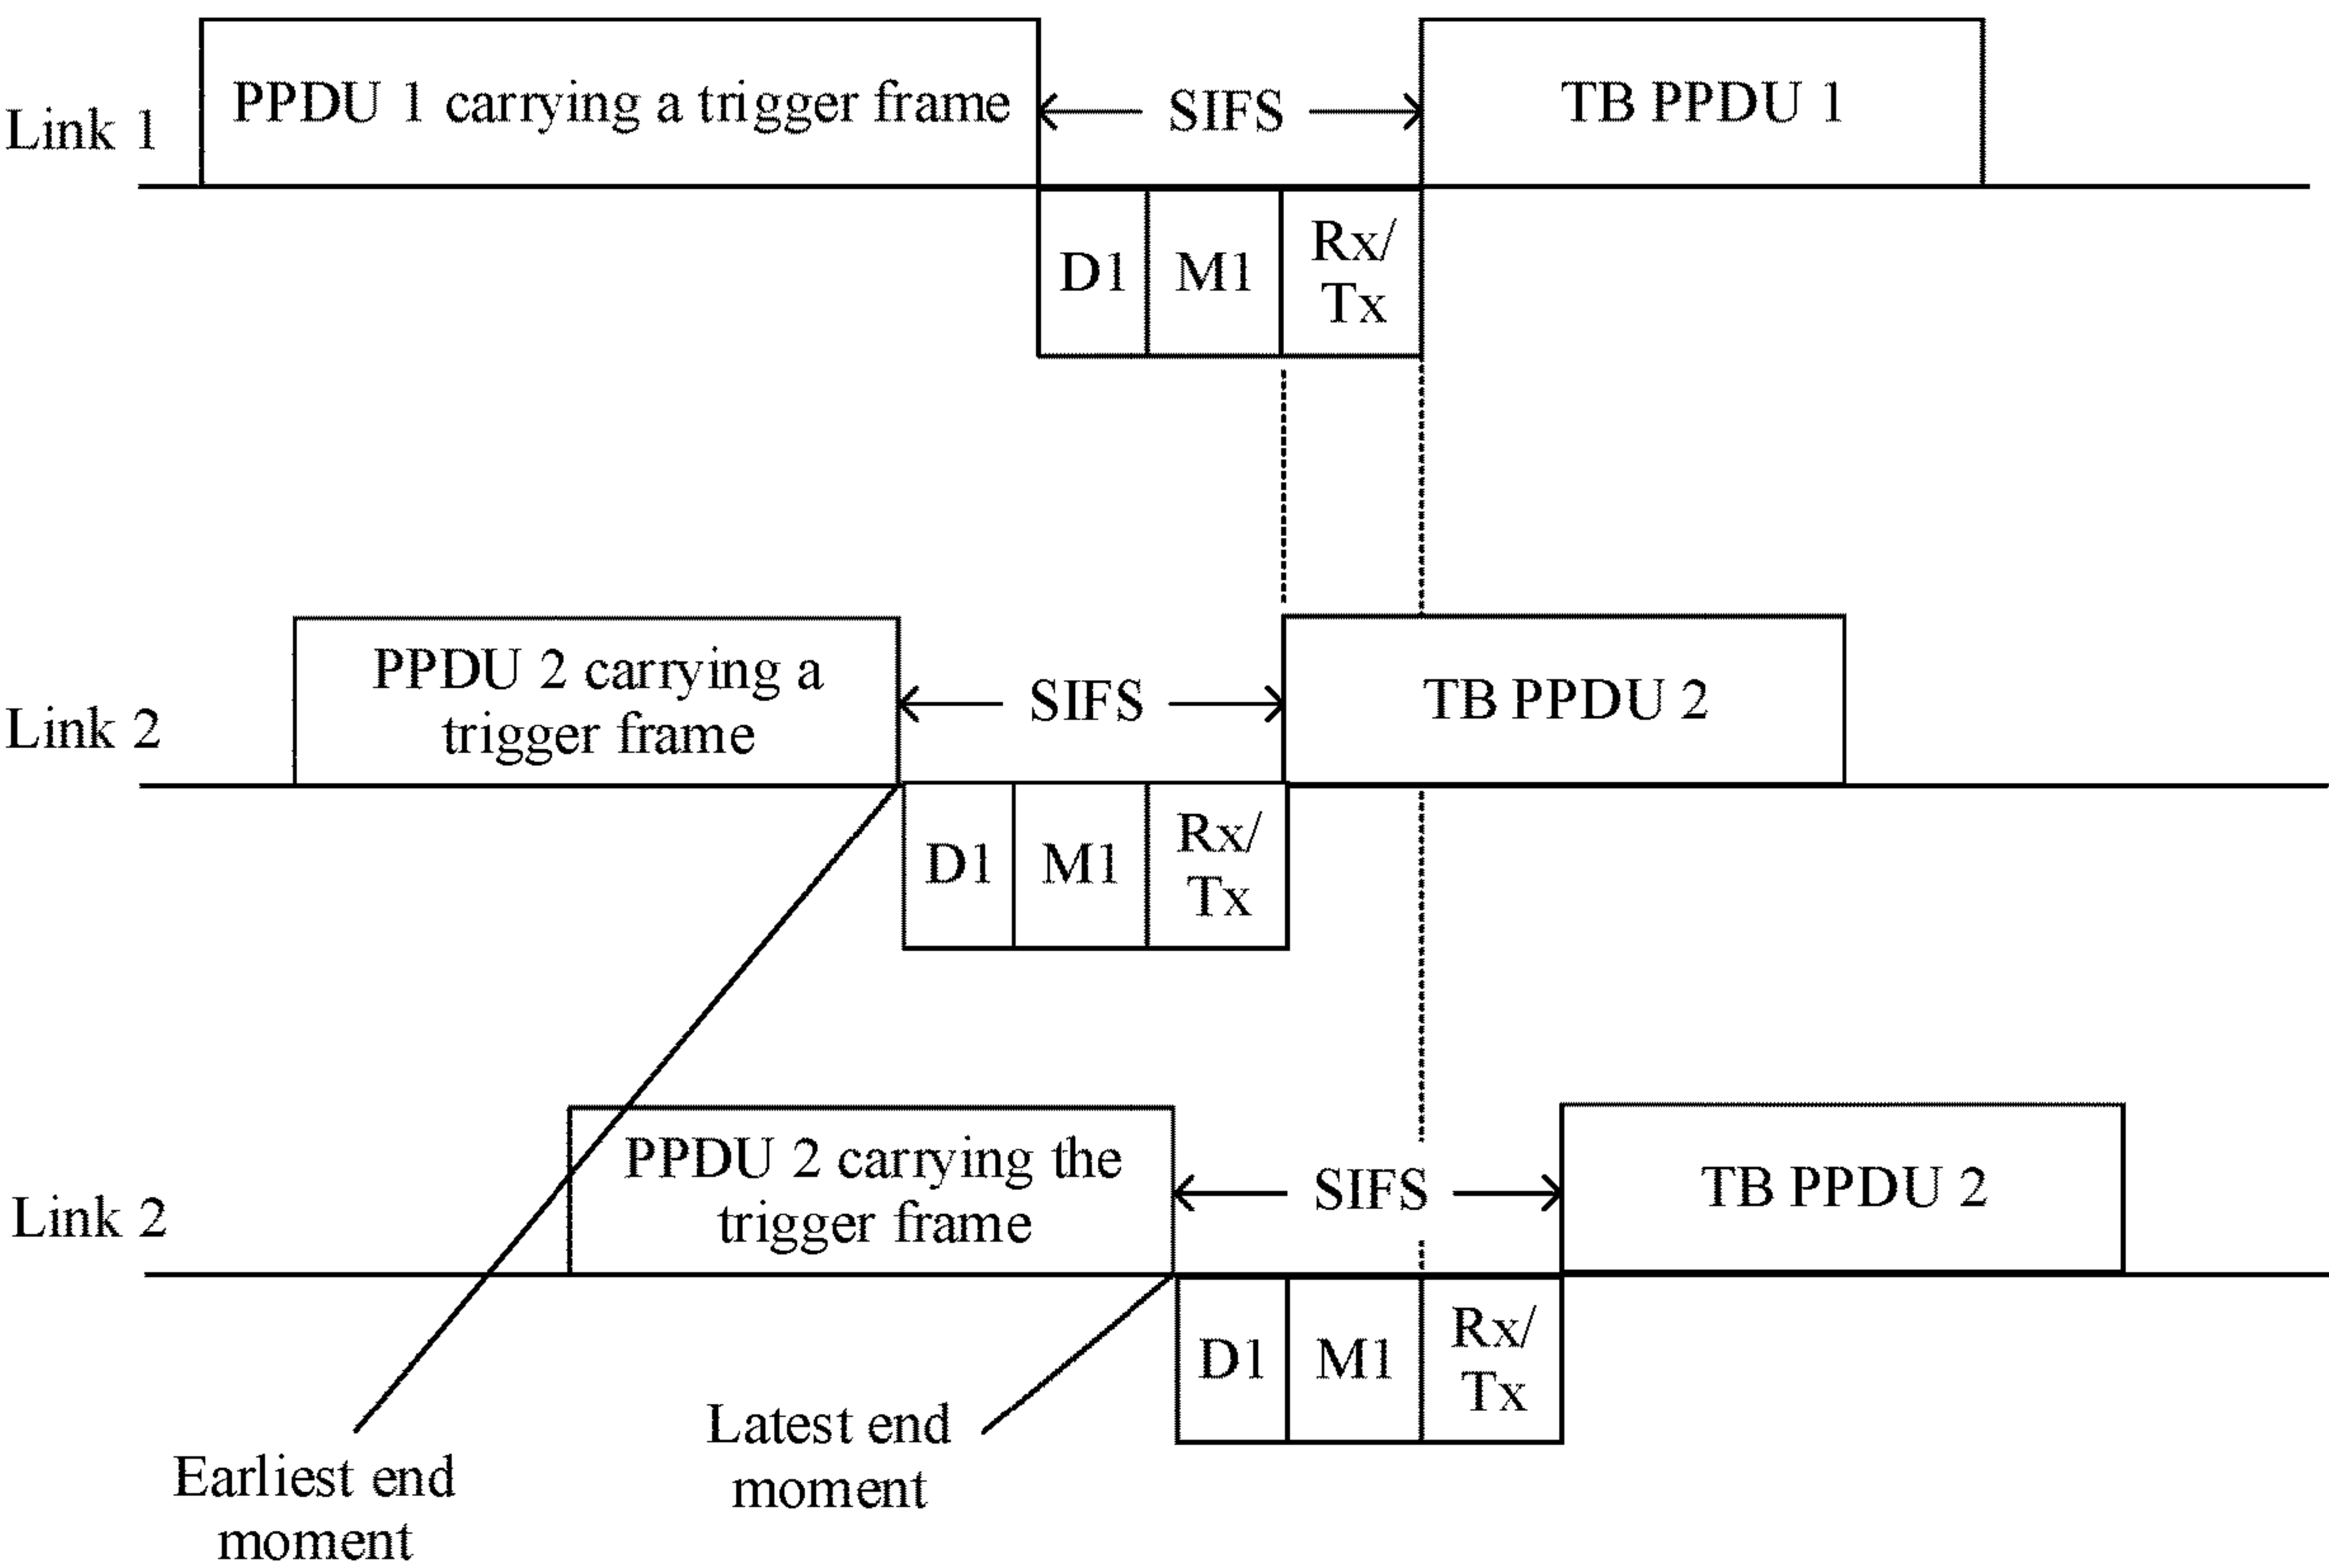 PPDU 1 carrying a trigger frame
SIFS
TB PPDU 1
Link 1
D1
M1
Rx/
Tx
PPDU 2 carrying a
trigger frame
SIFS
TB PPDU 2
Link 2
D1
M1
Rx/
Tx
PPDU 2 carrying the
trigger frame
SIFS
TB PPDU 2
Link 2
D1
M1
Rx/
Tx
Latest end
moment
Earliest end
moment